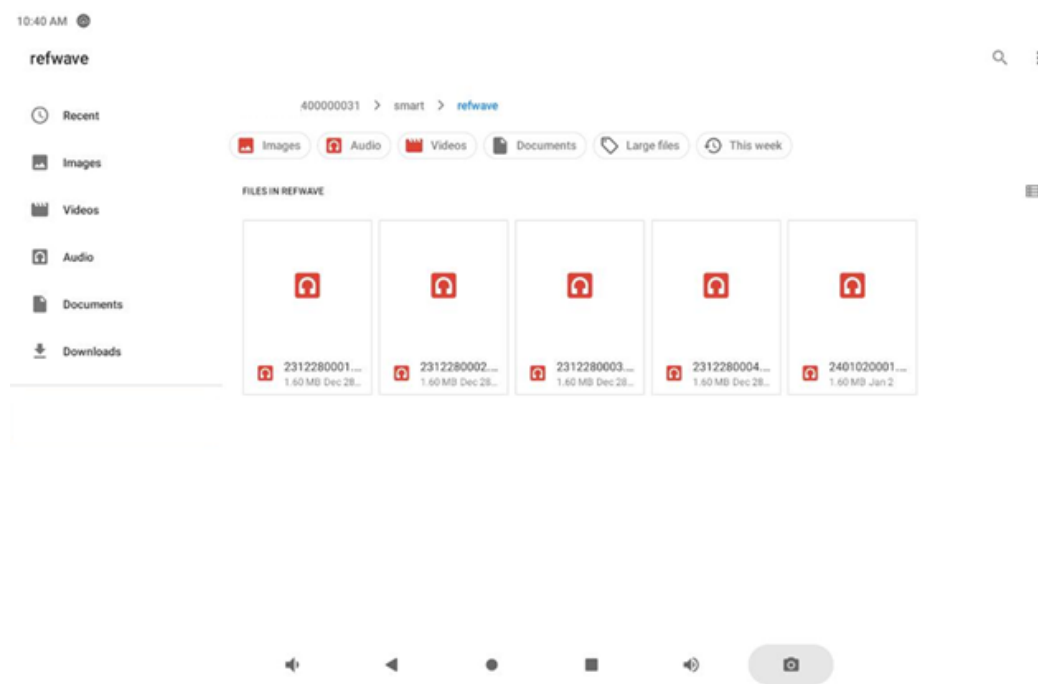 10:40 AM
refwave
Recent
Images
Videos
Audio
Documents
Downloads
400000031 > smart > refwave
Images Audio Videos Documents Large files This week
FILES IN REFWAVE
2312280001.... 2312280002.... 2312280003.... 2312280004.... 2401020001....
1.60 MB Dec 28... 1.60 MB Dec 28... 1.60 MB Dec 28... 1.60 MB Dec 28... 1.60 MB Jan 2